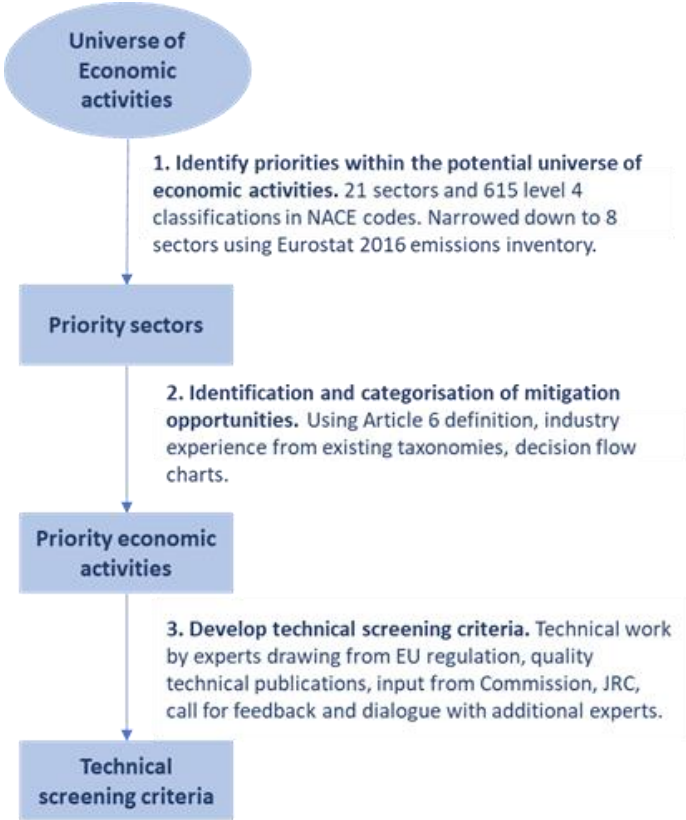 Universe of
Economic
activities
1. Identify priorities within the potential universe of
economic activities. 21 sectors and 615 level 4
classifications in NACE codes. Narrowed down to 8
sectors using Eurostat 2016 emissions inventory.
Priority sectors
2. Identification and categorisation of mitigation
opportunities. Using Article 6 definition, industry
experience from existing taxonomies, decision flow
charts.
Priority economic
activities
3. Develop technical screening criteria. Technical work
by experts drawing from EU regulation, quality
technical publications, input from Commission, JRC,
call for feedback and dialogue with additional experts.
Technical
screening criteria